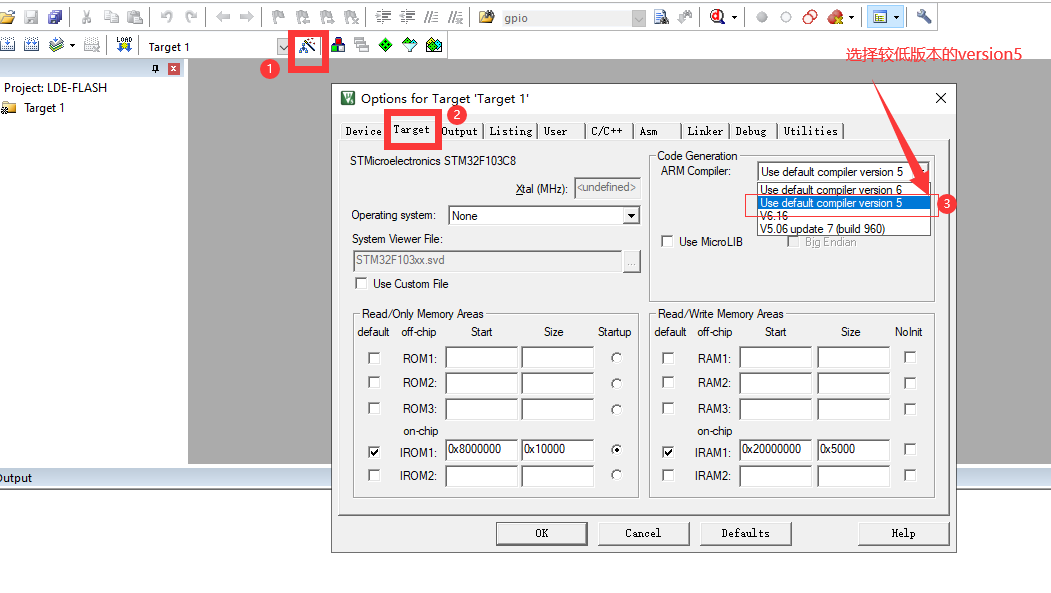 gpio
选择较低版本的version5
LOAD
Target 1
1
Project: LDE-FLASH
Target 1
Options for Target 'Target 1'
2
Device Target Output Listing User C/C++ Asm Linker Debug Utilities
STMicroelectronics STM32F103C8
Xtal (MHz): <undefined>
Operating system: None
System Viewer File:
STM32F103xx.svd
...
Use Custom File
Code Generation
ARM Compiler: Use default compiler version 5
Use default compiler version 6
Use default compiler version 5
3
V6.16
V5.06 update 7 (build 960)
Use MicroLIB Big Endian
Read/Only Memory Areas
default off-chip Start Size Startup
ROM1:
ROM2:
ROM3:
on-chip
IROM1: 0x8000000 0x10000
IROM2:
Read/Write Memory Areas
default off-chip Start Size NoInit
RAM1:
RAM2:
RAM3:
on-chip
IRAM1: 0x20000000 0x5000
IRAM2:
OK Cancel Defaults Help